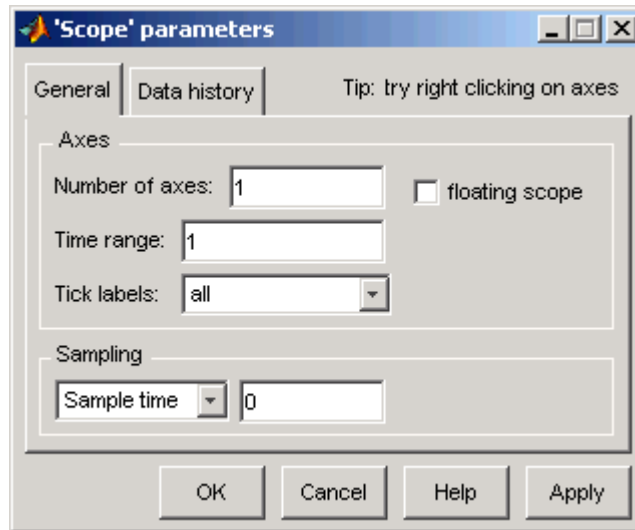 'Scope' parameters
General Data history Tip: try right clicking on axes
Axes
Number of axes: 1 floating scope
Time range: 1
Tick labels: all
Sampling
Sample time 0
OK Cancel Help Apply